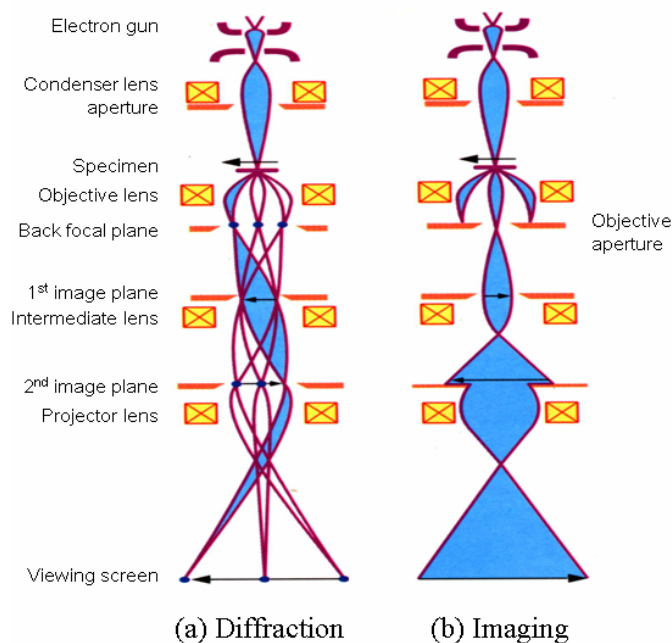 Electron gun
Condenser lens
aperture
Specimen
Objective lens
Back focal plane
Objective
aperture
1st image plane
Intermediate lens
2nd image plane
Projector lens
Viewing screen
(a) Diffraction
(b) Imaging